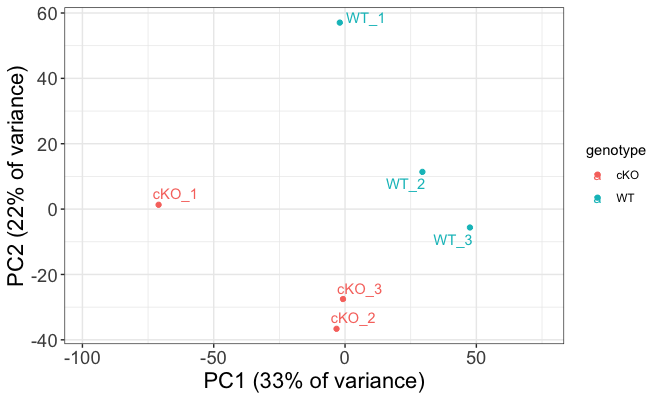 60
40
20
0
-20
-40
-100
-50
0
50
PC1 (33% of variance)
PC2 (22% of variance)
WT_1
WT_2
WT_3
cKO_1
cKO_3
cKO_2
genotype
a cKO
a WT